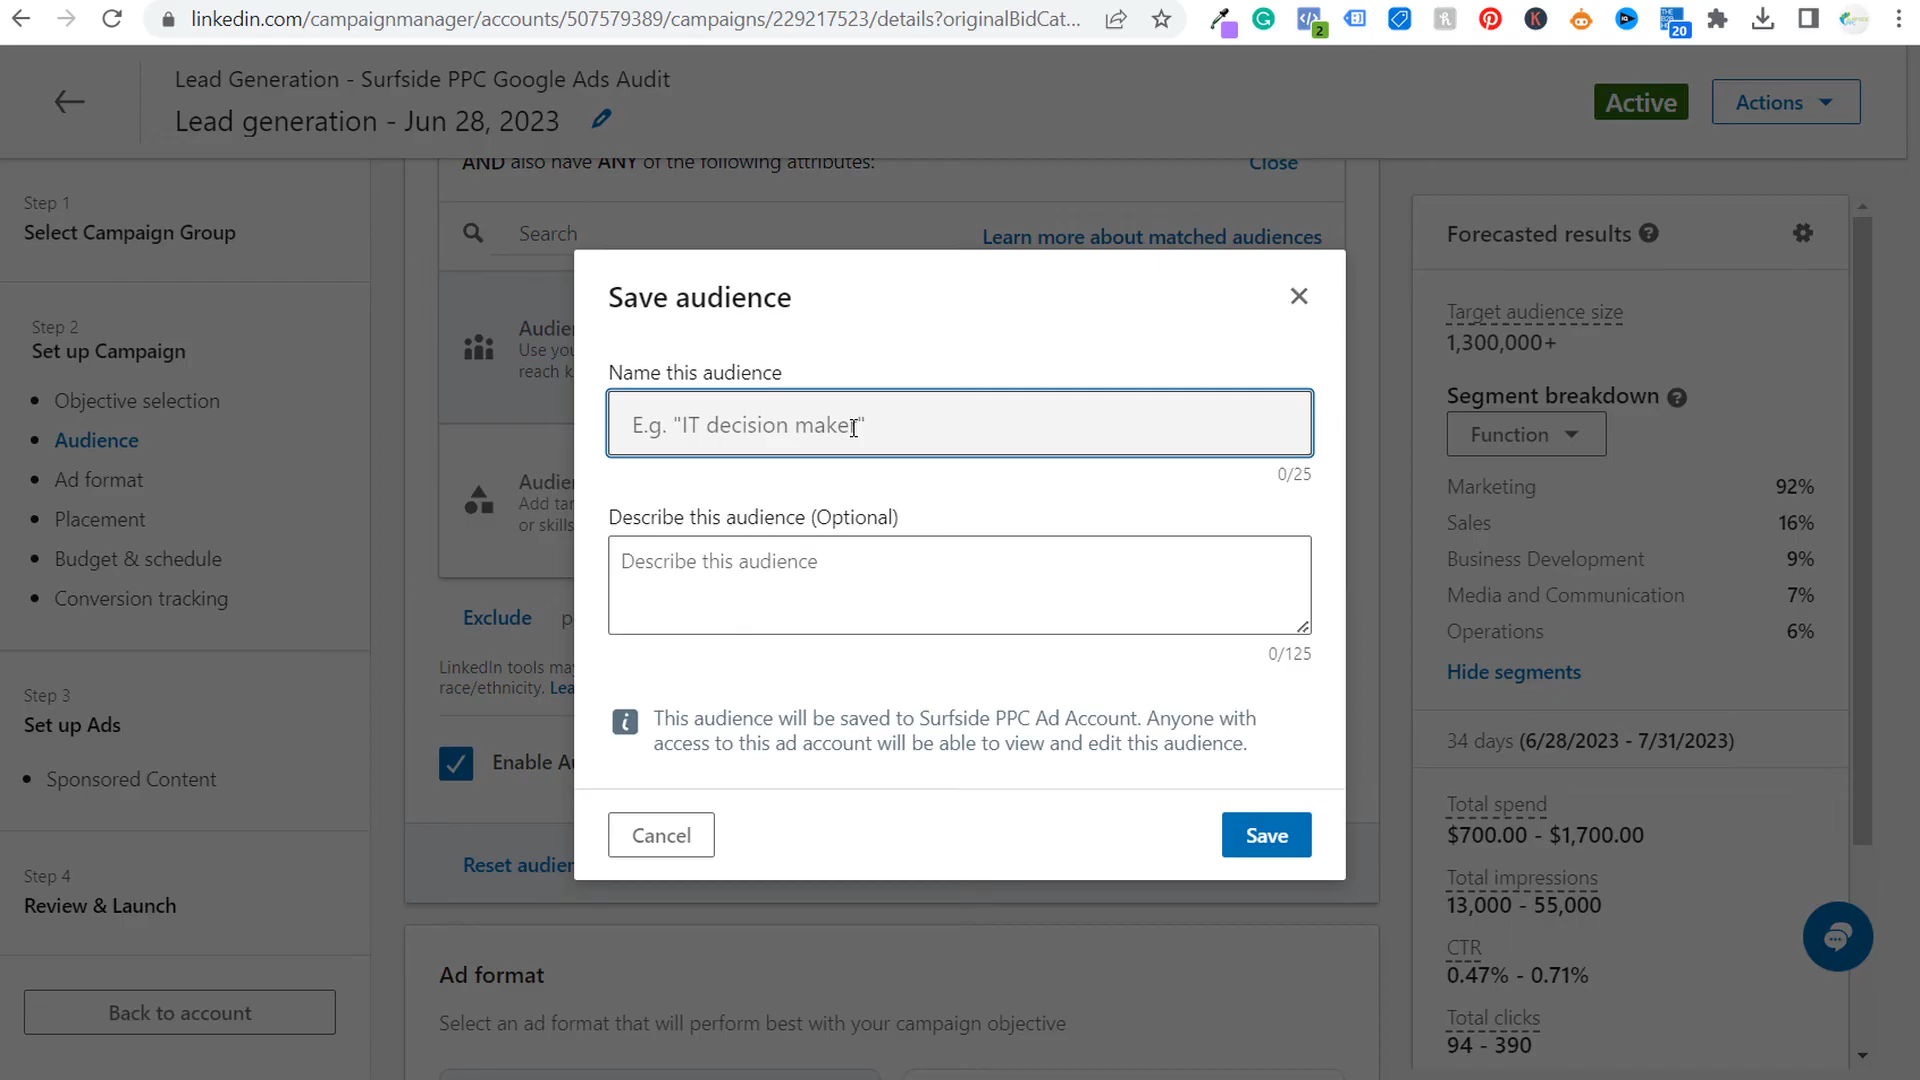 linkedin.com/campaignmanager/accounts/507579389/campaigns/229217523/details?originalBidCat...
2
20
Lead Generation - Surfside PPC Google Ads Audit
Lead generation - Jun 28, 2023
Active
Actions
Step 1
Select Campaign Group
Step 2
Set up Campaign
Objective selection
Audience
Ad format
Placement
Budget & schedule
Conversion tracking
Step 3
Set up Ads
Sponsored Content
Step 4
Review & Launch
Back to account
AND also have ANY of the following attributes:
Close
Search
Learn more about matched audiences
Use
reach
Add
or skills
Exclude
LinkedIn tools
race/ethnicity.
Enable
Reset
Save audience
Name this audience
E.g. "IT decision maker"
0/25
Describe this audience (Optional)
Describe this audience
0/125
This audience will be saved to Surfside PPC Ad Account. Anyone with
access to this ad account will be able to view and edit this audience.
Cancel
Save
Ad format
Select an ad format that will perform best with your campaign objective
Forecasted results
Target audience size
1,300,000+
Segment breakdown
Function
Marketing 92%
Sales 16%
Business Development 9%
Media and Communication 7%
Operations 6%
Hide segments
34 days (6/28/2023 - 7/31/2023)
Total spend
$700.00 - $1,700.00
Total impressions
13,000 - 55,000
CTR
0.47% - 0.71%
Total clicks
94 - 390